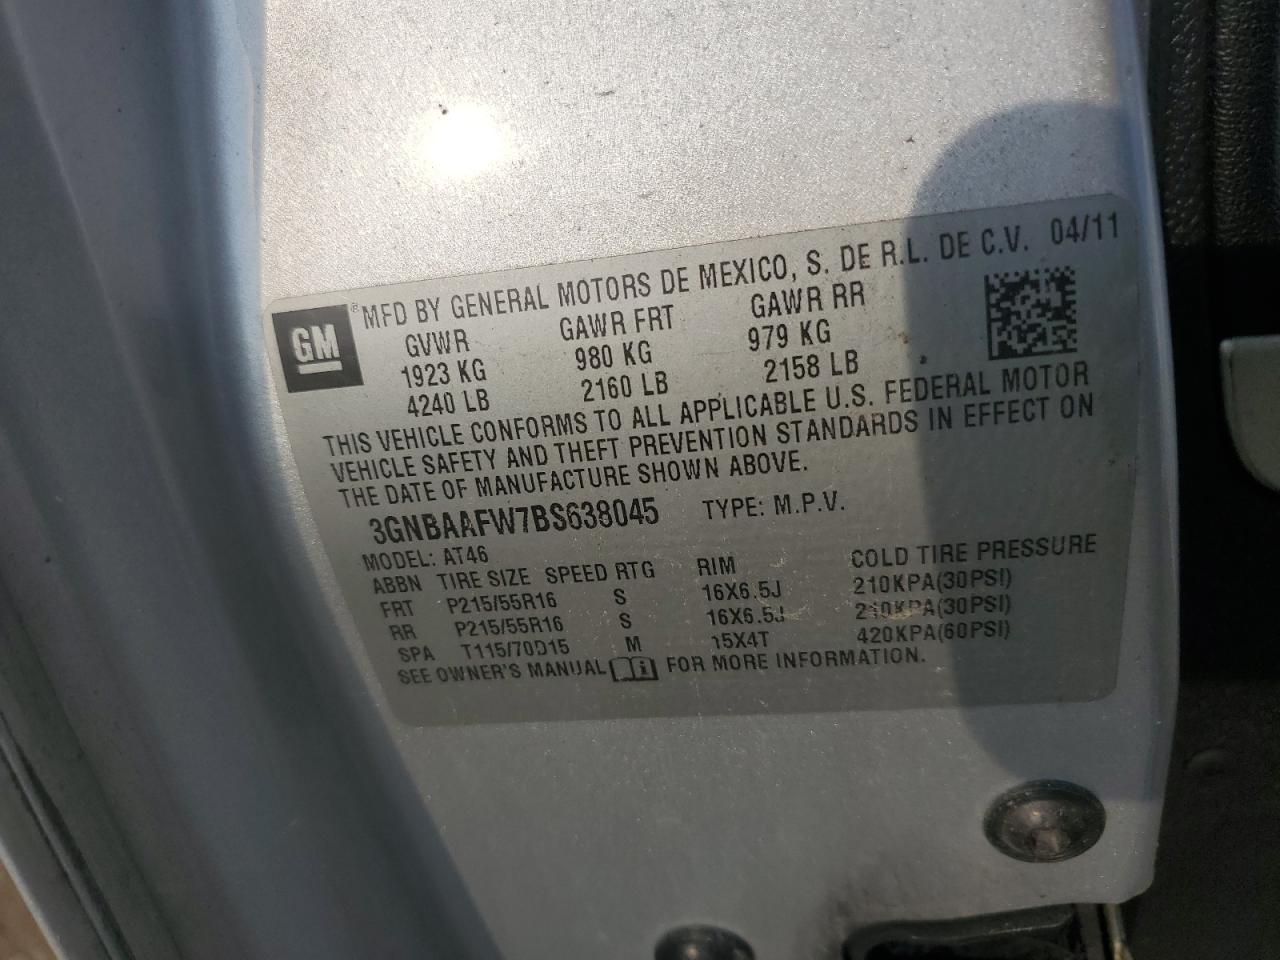 GM ® MFD BY GENERAL MOTORS DE MEXICO, S. DE R.L. DE C.V. 04/11
GVWR GAWR FRT GAWR RR
1923 KG 980 KG 979 KG
4240 LB 2160 LB 2158 LB
THIS VEHICLE CONFORMS TO ALL APPLICABLE U.S. FEDERAL MOTOR
VEHICLE SAFETY AND THEFT PREVENTION STANDARDS IN EFFECT ON
THE DATE OF MANUFACTURE SHOWN ABOVE.
3GNBAAFW7BS638045 TYPE: M.P.V.
MODEL: AT46
ABBN TIRE SIZE SPEED RTG RIM COLD TIRE PRESSURE
FRT P215/55R16 S 16X6.5J 210KPA(30PSI)
RR P215/55R16 S 16X6.5J 210KPA(30PSI)
SPA T115/70D15 M 15X4T 420KPA(60PSI)
SEE OWNER'S MANUAL i FOR MORE INFORMATION.